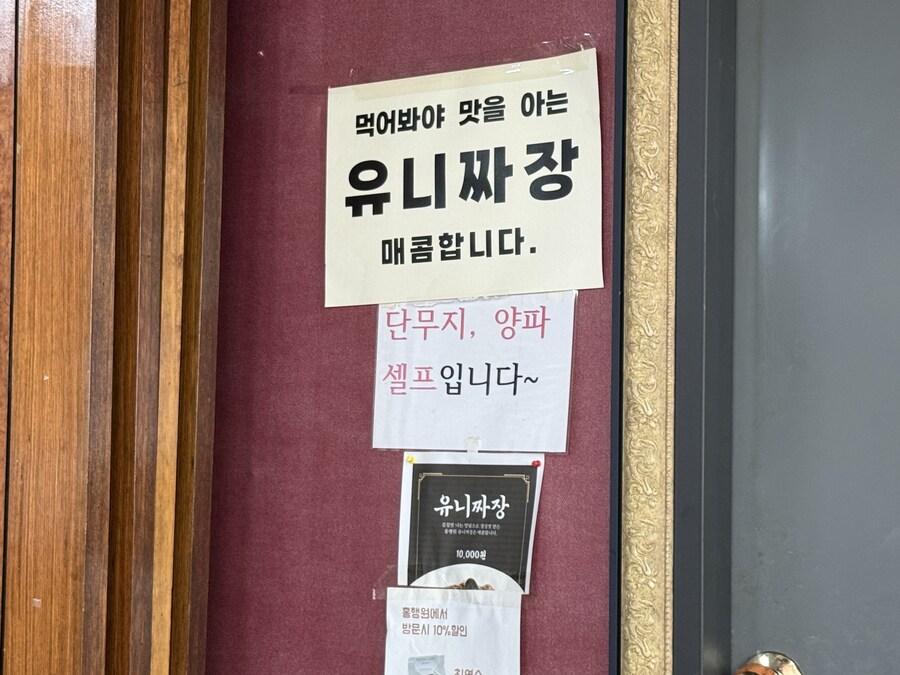 먹어봐야 맛을 아는
유니짜장
매콤합니다.
단무지, 양파
셀프입니다~
유니짜장
10,000원
홍행원에서
방문시 10%할인